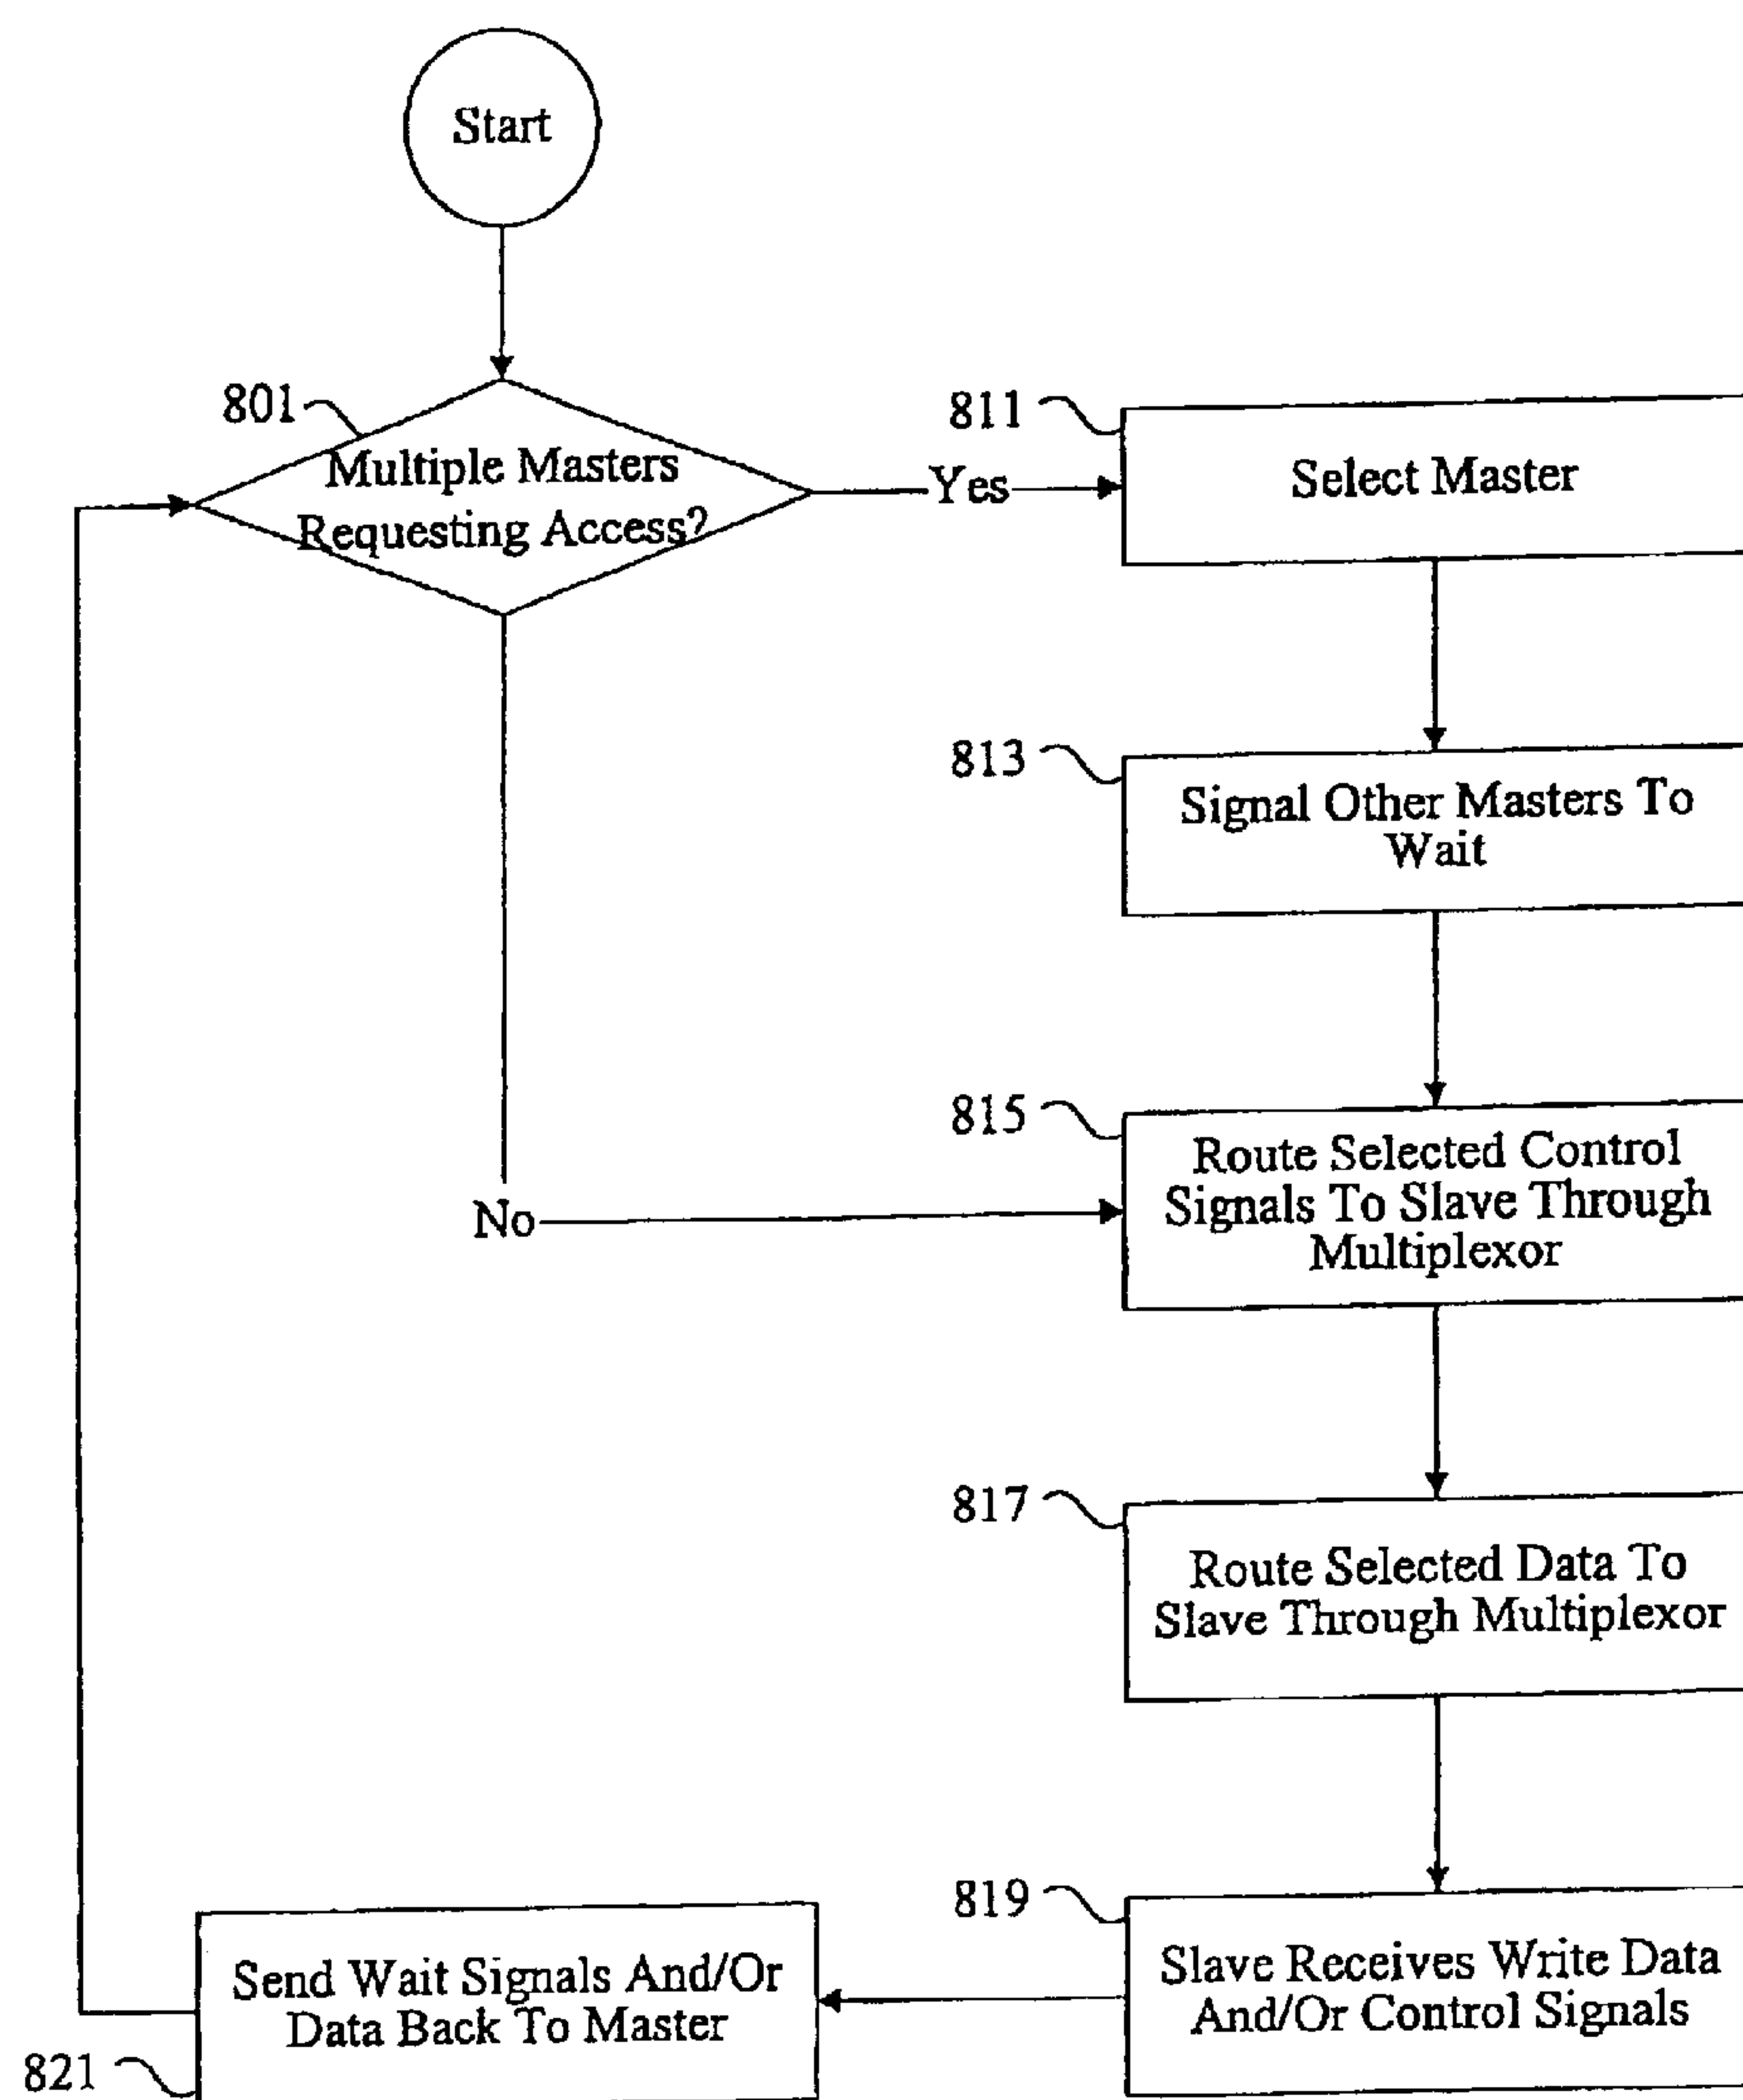 Start
801
Multiple Masters
Requesting Access?
Yes
811
Select Master
813
Signal Other Masters To
Wait
815
Route Selected Control
Signals To Slave Through
Multiplexor
No
817
Route Selected Data To
Slave Through Multiplexor
819
Slave Receives Write Data
And/Or Control Signals
Send Wait Signals And/Or
Data Back To Master
821